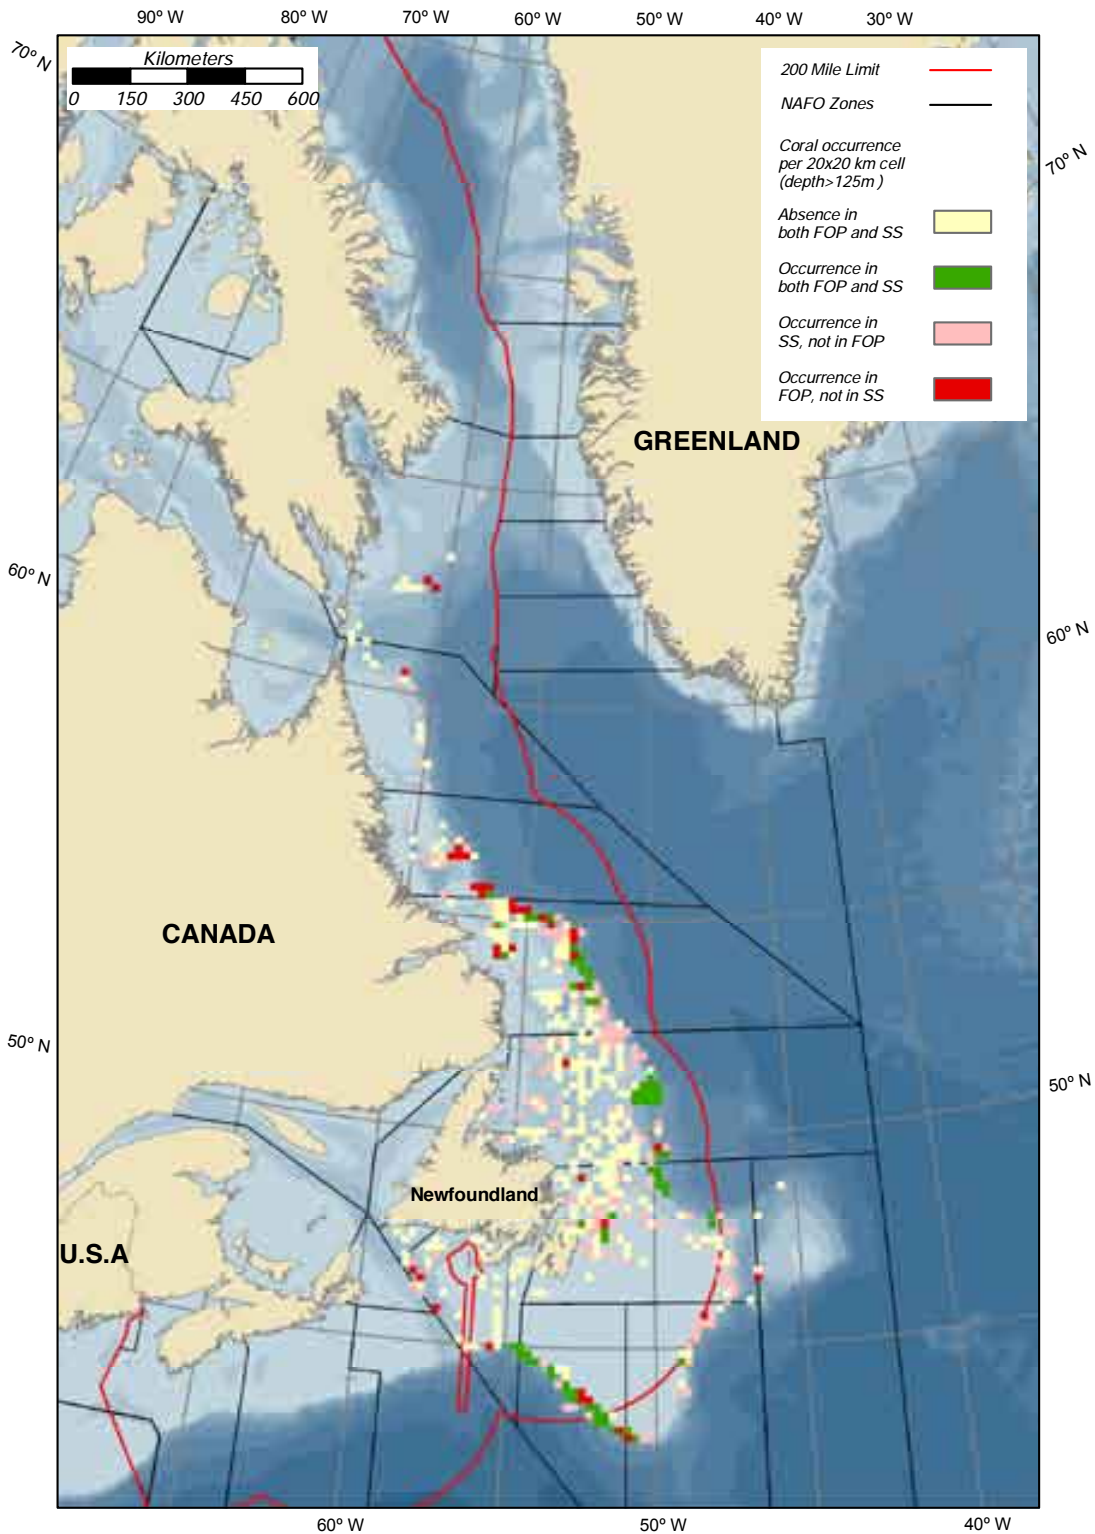 90° W 80° W 70° W 60° W 50° W 40° W 30° W
70° N
Kilometers
0 150 300 450 600
200 Mile Limit
NAFO Zones
Coral occurrence
per 20x20 km cell
(depth>125m)
Absence in
both FOP and SS
Occurrence in
both FOP and SS
Occurrence in
SS, not in FOP
Occurrence in
FOP, not in SS
70° N
GREENLAND
60° N
60° N
CANADA
50° N
50° N
Newfoundland
U.S.A
60° W 50° W 40° W